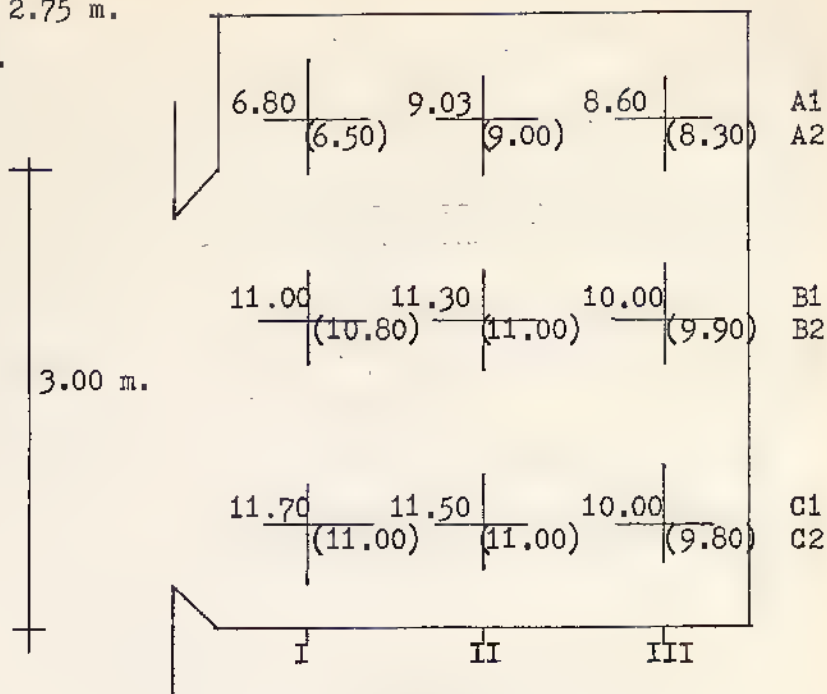 2.75 m.
6.80 9.03 8.60 A1
(6.50) (9.00) (8.30) A2
11.00 11.30 10.00 B1
(10.80) (11.00) (9.90) B2
3.00 m.
11.70 11.50 10.00 C1
(11.00) (11.00) (9.80) C2
I II III